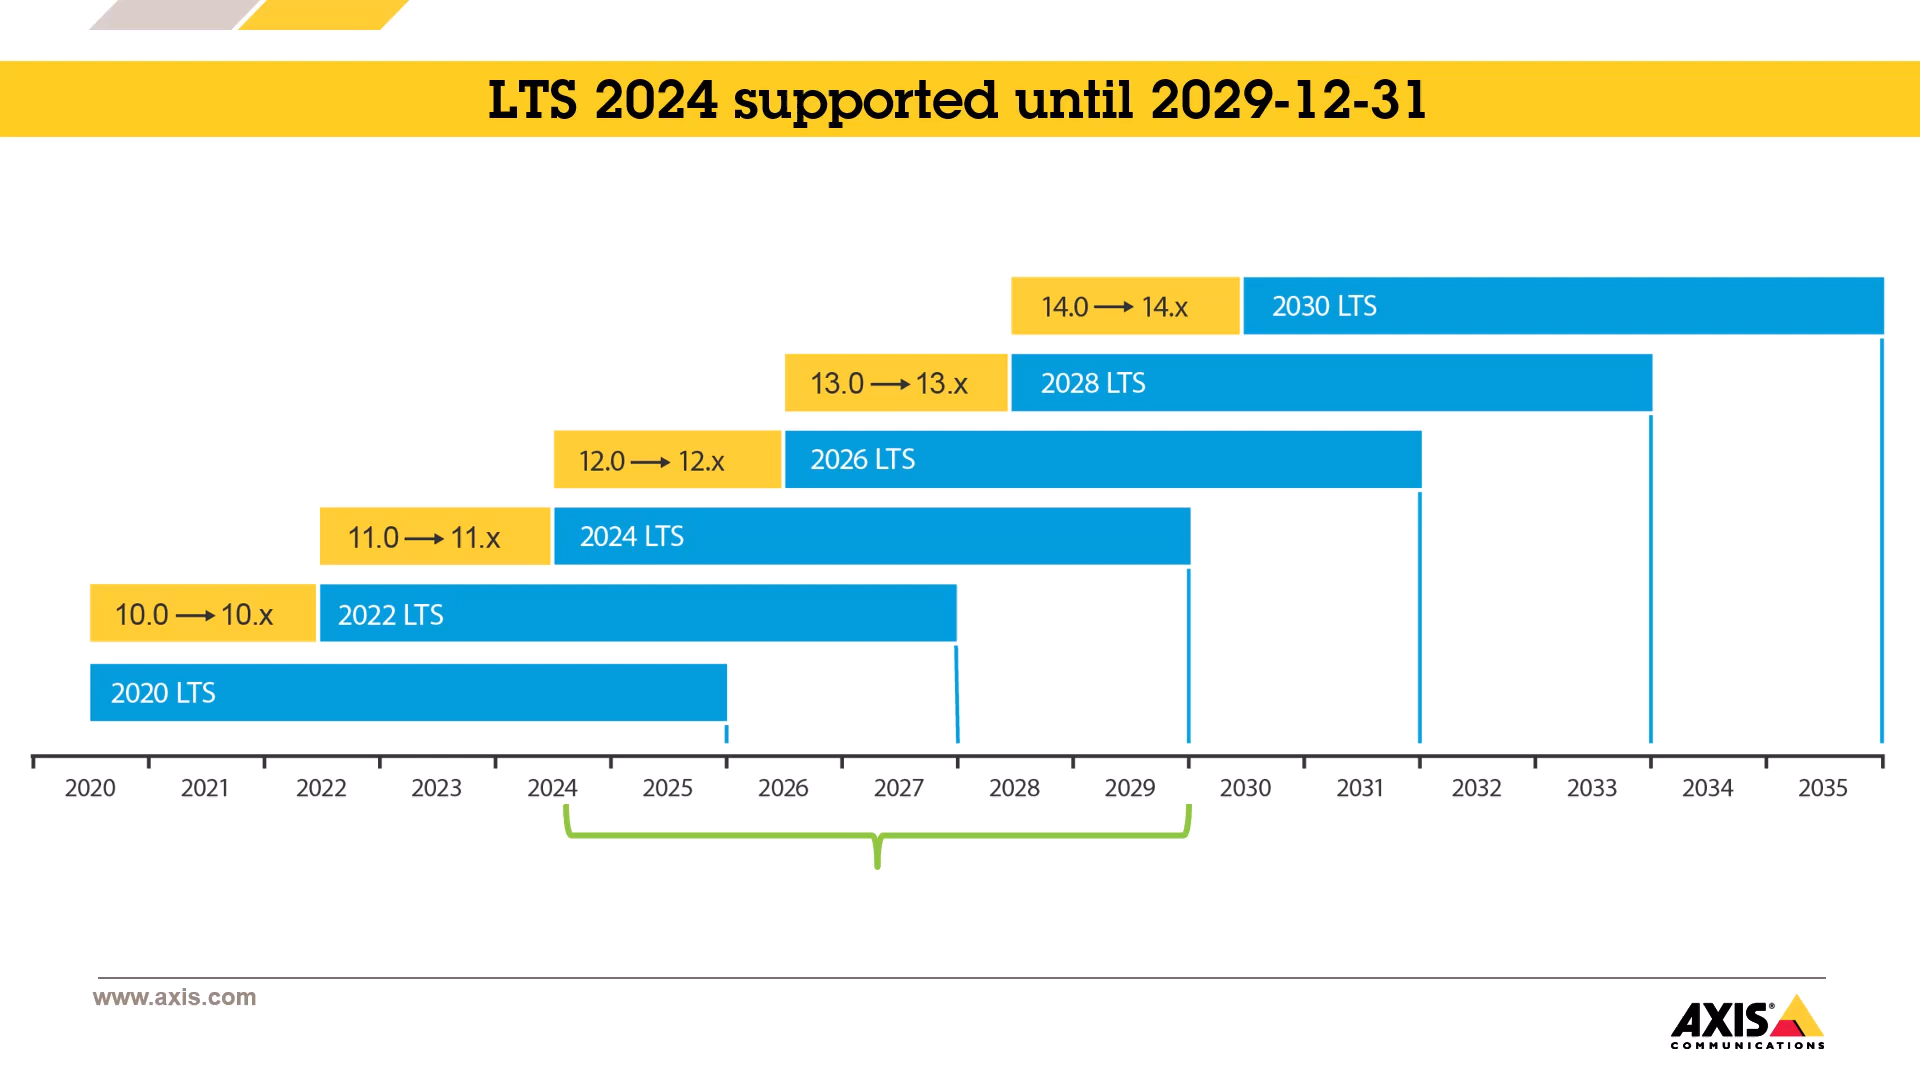 LTS 2024 supported until 2029-12-31
14.0 → 14.x 2030 LTS
13.0 → 13.x 2028 LTS
12.0 → 12.x 2026 LTS
11.0 → 11.x 2024 LTS
10.0 → 10.x 2022 LTS
2020 LTS
2020 2021 2022 2023 2024 2025 2026 2027 2028 2029 2030 2031 2032 2033 2034 2035
www.axis.com
AXIS®
COMMUNICATIONS